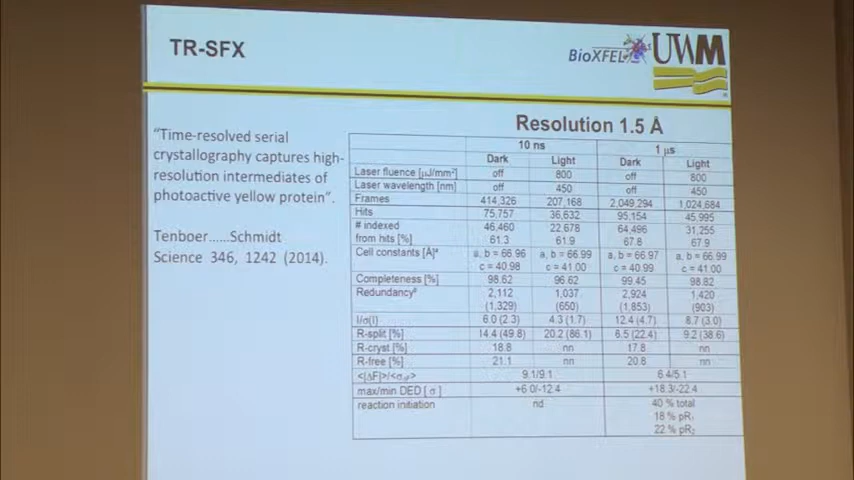 TR-SFX
BioXFEL
UWM
Resolution 1.5 Å
"Time-resolved serial
crystallography captures high-
resolution intermediates of
photoactive yellow protein".
Tenboer......Schmidt
Science 346, 1242 (2014).
10 ns 1 μs
Dark Light Dark Light
Laser fluence [μJ/mm²] off 800 off 800
Laser wavelength [nm] off 450 off 450
Frames 414,326 207,168 2,049,294 1,024,684
Hits 75,757 36,632 95,154 45,995
# indexed 46,460 22,678 64,496 31,255
from hits [%] 61.3 61.9 67.8 67.9
Cell constants [Å]ª a, b = 66.96 a, b = 66.99 a, b = 66.97 a, b = 66.99
c = 40.98 c = 41.00 c = 40.99 c = 41.00
Completeness [%] 98.62 96.62 99.45 98.82
Redundancy 2,112 1,037 2,924 1,420
(1,329) (650) (1,853) (903)
I/σ(I) 6.0 (2.3) 4.3 (1.7) 12.4 (4.7) 8.7 (3.0)
R-split [%] 14.4 (49.8) 20.2 (86.1) 6.5 (22.4) 9.2 (38.6)
R-cryst [%] 18.8 nn 17.8 nn
R-free [%] 21.1 nn 20.8 nn
9.1/9.1 6.4/5.1
max/min DED [ σ ] +6.0/-12.4 +18.3/-22.4
reaction initiation nd 40 % total
18 % pR₁
22 % pR₂